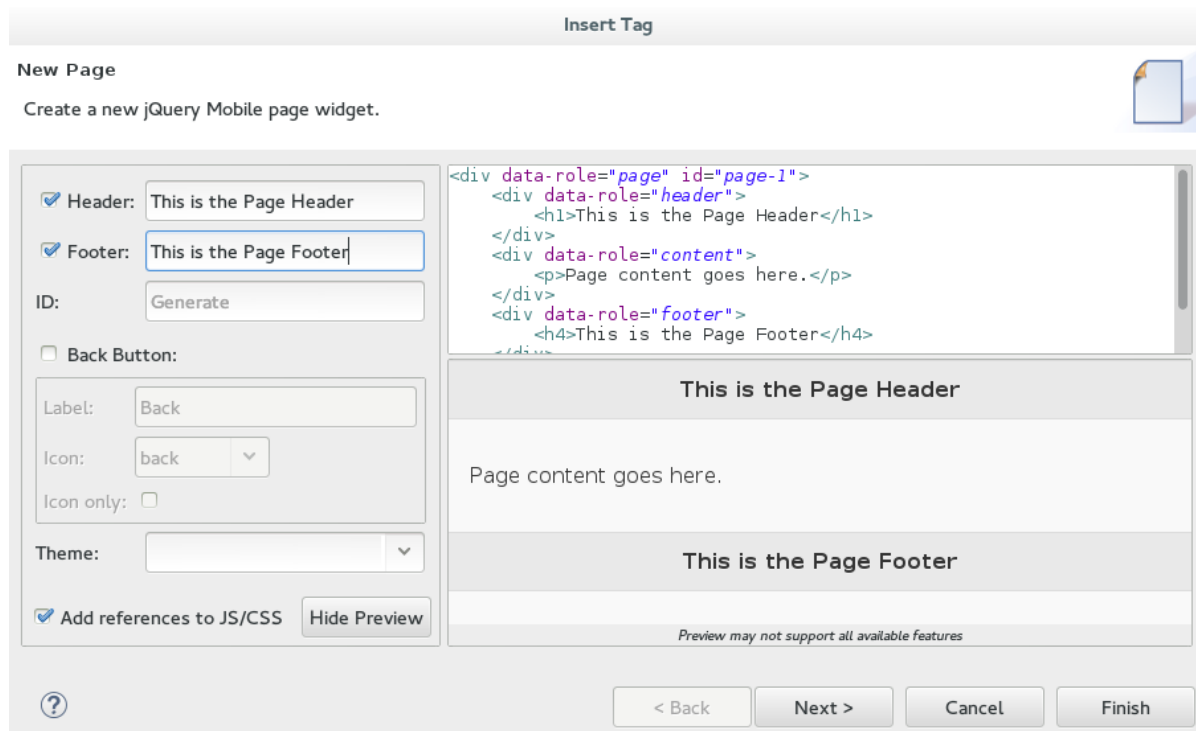 Insert Tag
New Page
Create a new jQuery Mobile page widget.
Header: This is the Page Header
Footer: This is the Page Footer
ID: Generate
Back Button:
Label: Back
Icon: back
Icon only:
Theme:
Add references to JS/CSS Hide Preview
<div data-role="page" id="page-1">
<div data-role="header">
<h1>This is the Page Header</h1>
</div>
<div data-role="content">
<p>Page content goes here.</p>
</div>
<div data-role="footer">
<h4>This is the Page Footer</h4>
</div>
This is the Page Header
Page content goes here.
This is the Page Footer
Preview may not support all available features
? < Back Next > Cancel Finish